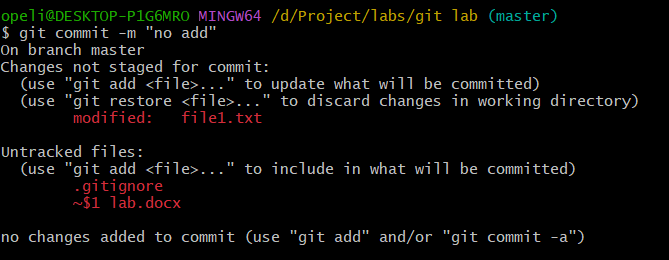 opeli@DESKTOP-P1G6MRO MINGW64 /d/Project/labs/git lab (master)
$ git commit -m "no add"
On branch master
Changes not staged for commit:
  (use "git add <file>..." to update what will be committed)
  (use "git restore <file>..." to discard changes in working directory)
        modified:   file1.txt

Untracked files:
  (use "git add <file>..." to include in what will be committed)
        .gitignore
        ~$1 lab.docx

no changes added to commit (use "git add" and/or "git commit -a")